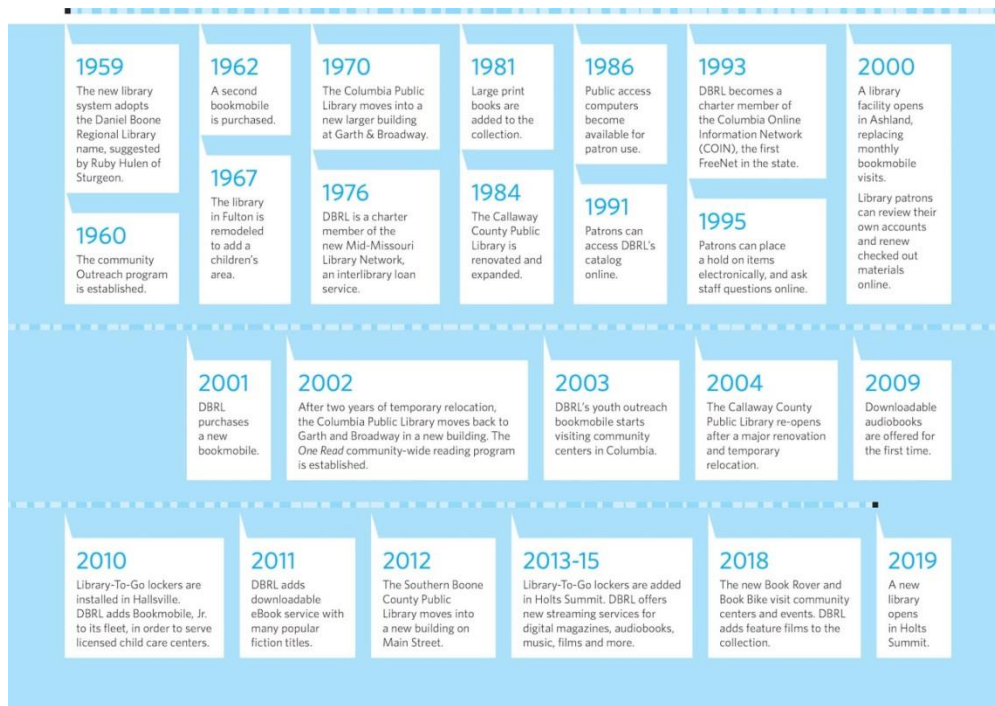 1959
The new library
system adopts
the Daniel Boone
Regional Library
name, suggested
by Ruby Hulen of
Sturgeon.
1960
The community
Outreach program
is established.
1962
A second
bookmobile
is purchased.
1967
The library
in Fulton is
remodeled
to add a
children's
area.
1970
The Columbia Public
Library moves into a
new larger building
at Garth & Broadway.
1976
DBRL is a charter
member of the
new Mid-Missouri
Library Network,
an interlibrary loan
service.
1981
Large print
books are
added to the
collection.
1984
The Callaway
County Public
Library is
renovated and
expanded.
1986
Public access
computers
become
available for
patron use.
1991
Patrons can
access DBRL's
catalog
online.
1993
DBRL becomes a
charter member of
the Columbia Online
Information Network
(COIN), the first
FreeNet in the state.
1995
Patrons can place
a hold on items
electronically, and ask
staff questions online.
2000
A library
facility opens
in Ashland,
replacing
monthly
bookmobile
visits.
Library patrons
can review their
own accounts
and renew
checked out
materials
online.
2001
DBRL
purchases
a new
bookmobile.
2002
After two years of temporary relocation,
the Columbia Public Library moves back to
Garth and Broadway in a new building. The
One Read community-wide reading program
is established.
2003
DBRL's youth outreach
bookmobile starts
visiting community
centers in Columbia.
2004
The Callaway County
Public Library re-opens
after a major renovation
and temporary
relocation.
2009
Downloadable
audiobooks
are offered for
the first time.
2010
Library-To-Go lockers are
installed in Hallsville.
DBRL adds Bookmobile, Jr.
to its fleet, in order to serve
licensed child care centers.
2011
DBRL adds
downloadable
eBook service with
many popular
fiction titles.
2012
The Southern Boone
County Public
Library moves into
a new building on
Main Street.
2013-15
Library-To-Go lockers are added
in Holts Summit. DBRL offers
new streaming services for
digital magazines, audiobooks,
music, films and more.
2018
The new Book Rover and
Book Bike visit community
centers and events. DBRL
adds feature films to the
collection.
2019
A new
library
opens
in Holts
Summit.